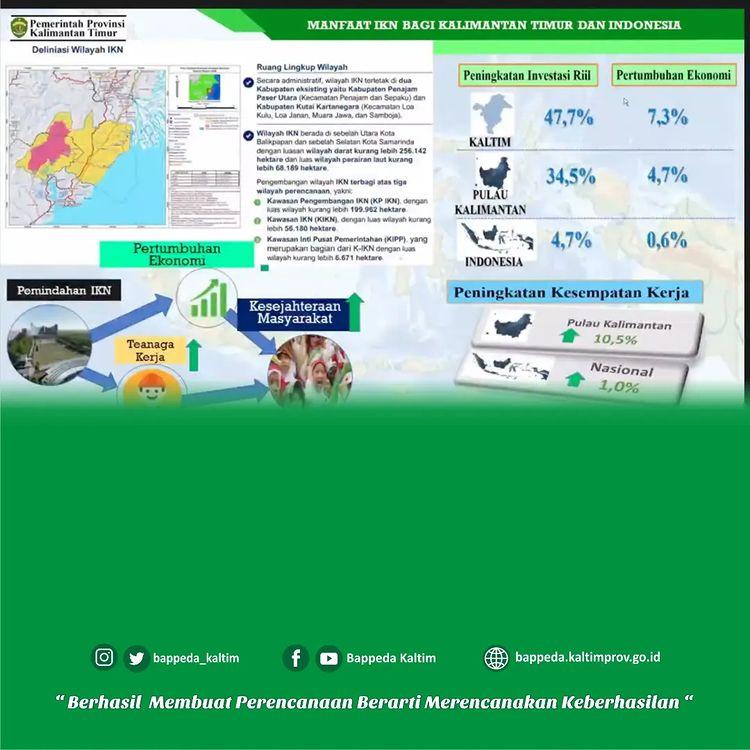 Pemerintah Provinsi
Kalimantan Timur
MANFAAT IKN BAGI KALIMANTAN TIMUR DAN INDONESIA
Deliniasi Wilayah IKN
Ruang Lingkup Wilayah
Secara administratif, wilayah IKN terletak di dua
Kabupaten eksisting yaitu Kabupaten Penajam
Paser Utara (Kecamatan Penajam dan Sepaku) dan
Kabupaten Kutai Kartanegara (Kecamatan Loa
Kulu, Loa Janan, Muara Jawa, dan Samboja).
Wilayah IKN berada di sebelah Utara Kota
Balikpapan dan sebelah Selatan Kota Samarinda
dengan luasan wilayah darat kurang lebih 256.142
hektare dan luas wilayah perairan laut kurang
lebih 68.189 hektare.
Pengembangan wilayah IKN terbagi atas tiga
wilayah perencanaan, yakni:
Kawasan Pengembangan IKN (KP IKN), dengan
luas wilayah kurang lebih 199.962 hektare.
Kawasan IKN (KIKN), dengan luas wilayah kurang
lebih 56.180 hektare.
Kawasan Inti Pusat Pemerintahan (KIPP), yang
merupakan bagian dari K-IKN dengan luas
wilayah kurang lebih 6.671 hektare.
Peningkatan Investasi Riil
Pertumbuhan Ekonomi
KALTIM
47,7%
7,3%
PULAU
KALIMANTAN
34,5%
4,7%
INDONESIA
4,7%
0,6%
Pemindahan IKN
Pertumbuhan
Ekonomi
Teanaga
Kerja
Kesejahteraan
Masyarakat
Peningkatan Kesempatan Kerja
Pulau Kalimantan
10,5%
Nasional
1,0%
bappeda_kaltim
Bappeda Kaltim
bappeda.kaltimprov.go.id
“ Berhasil Membuat Perencanaan Berarti Merencanakan Keberhasilan “